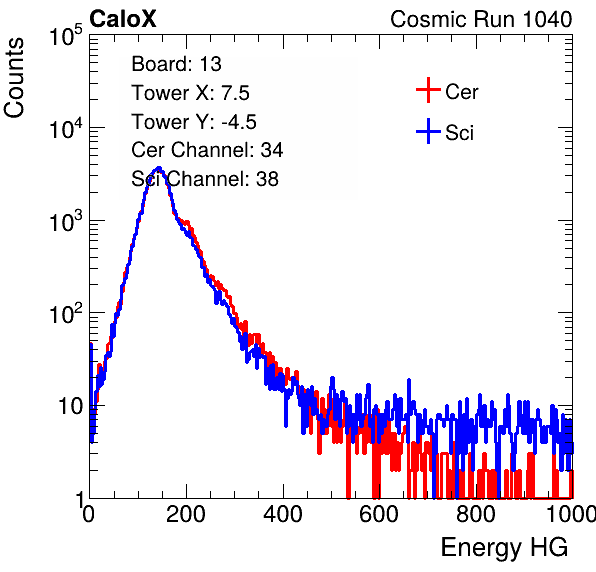 CaloX Cosmic Run 1040
Counts
10^5
10^4
10^3
10^2
10
1
Board: 13
Tower X: 7.5
Tower Y: -4.5
Cer Channel: 34
Sci Channel: 38
Cer
Sci
0 200 400 600 800 1000
Energy HG